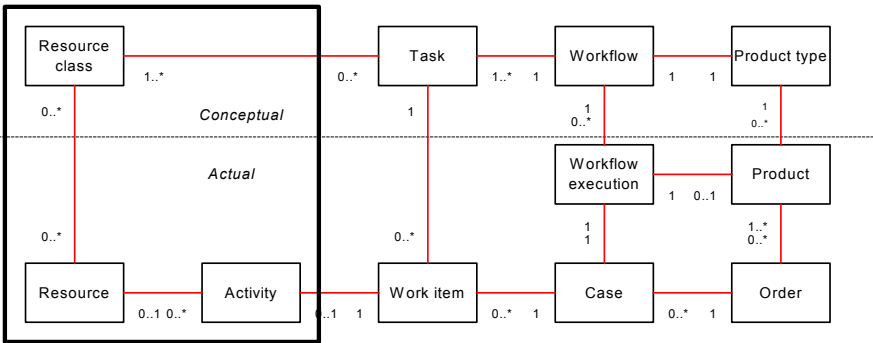 Resource
class
Task
Workflow
Product type
1..*
0..*
1..*
1
1
1
0..*
Conceptual
1
1
0..*
1
0..*
Actual
Workflow
execution
Product
1
0..1
0..*
0..*
1
1
1..*
0..*
Resource
Activity
Work item
Case
Order
0..1
0..*
0..1
1
0..*
1
0..*
1